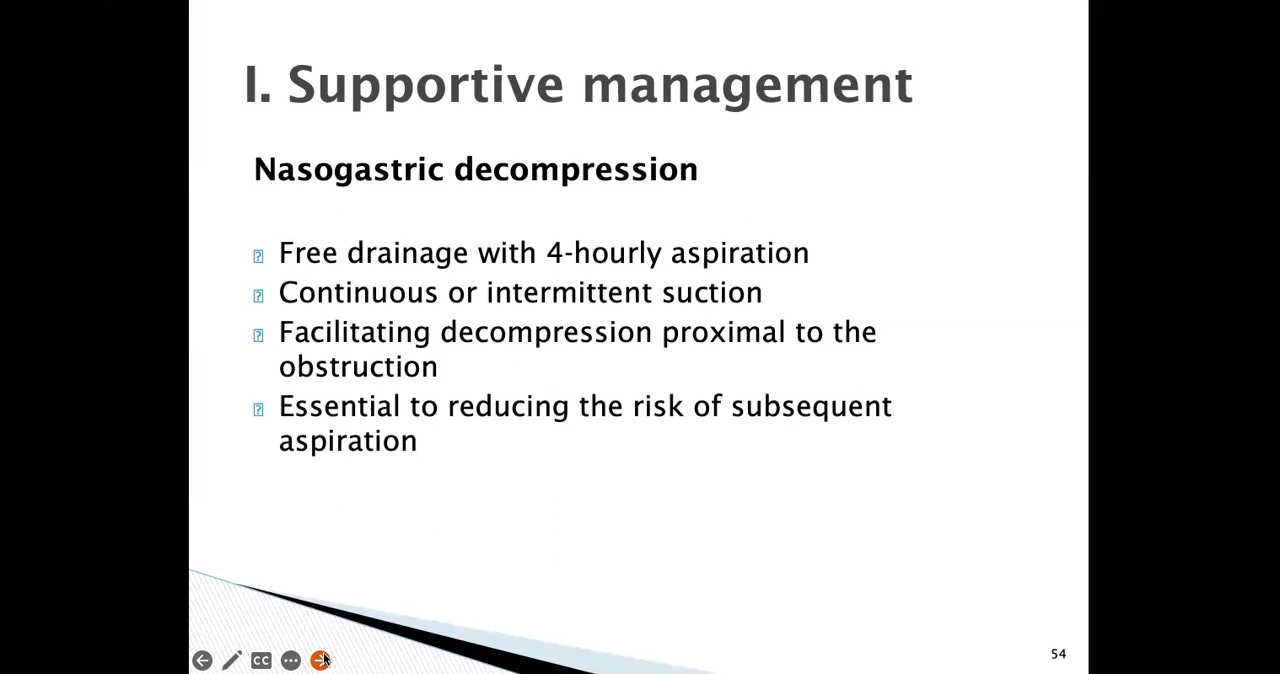 I. Supportive management
Nasogastric decompression
Free drainage with 4-hourly aspiration
Continuous or intermittent suction
Facilitating decompression proximal to the
obstruction
Essential to reducing the risk of subsequent
aspiration
CC
54